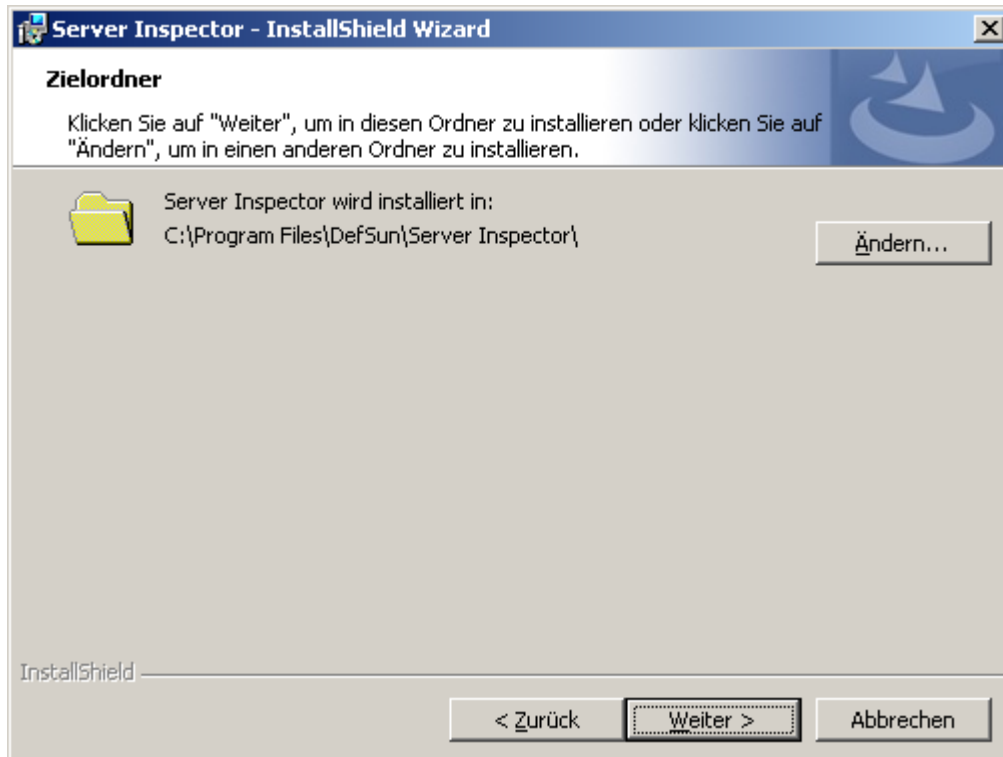 Server Inspector - InstallShield Wizard
Zielordner
Klicken Sie auf "Weiter", um in diesen Ordner zu installieren oder klicken Sie auf
"Ändern", um in einen anderen Ordner zu installieren.
Server Inspector wird installiert in:
C:\Program Files\DefSun\Server Inspector\
Ändern...
InstallShield
< Zurück
Weiter >
Abbrechen